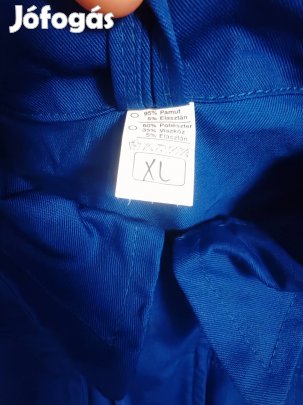 Jófogás
95% Pamut
5% Elasztán
60% Poliészter
35% Viszkóz
5% Elasztán
XL